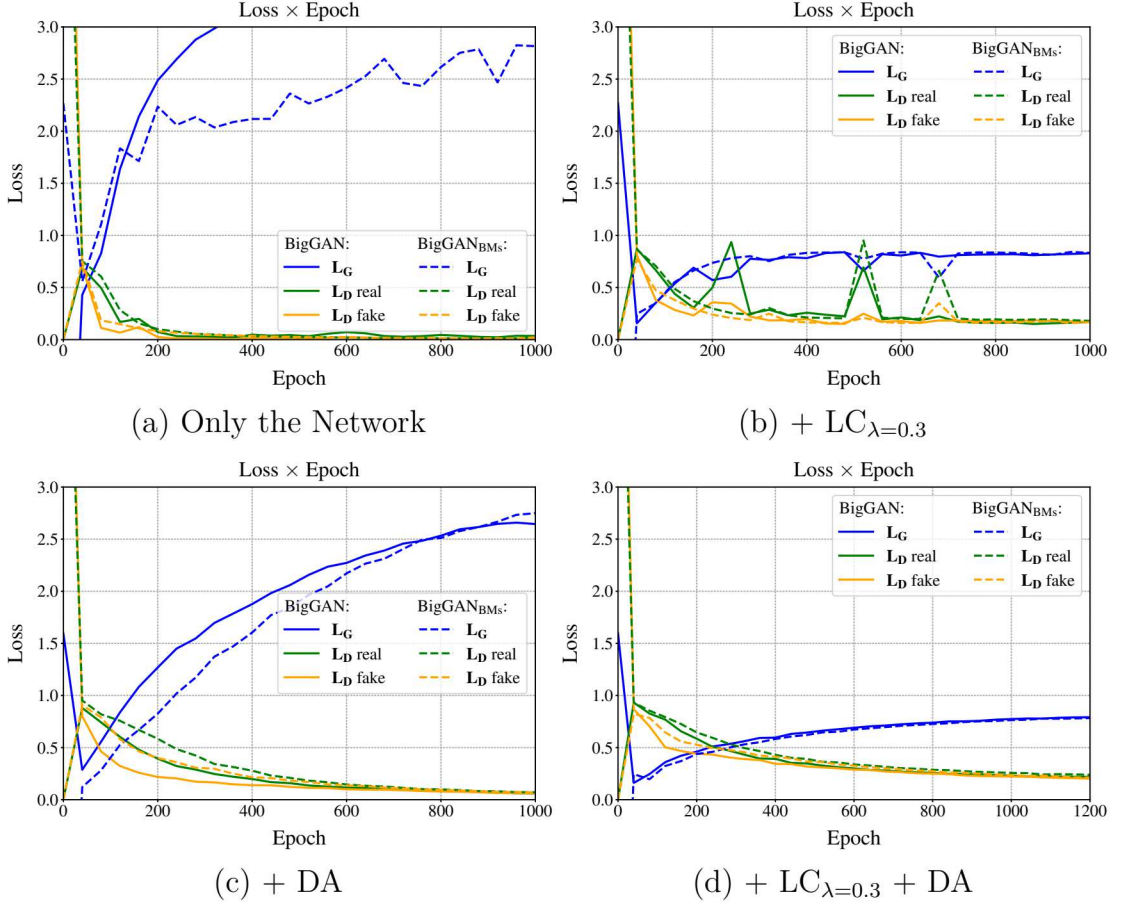 Loss × Epoch
3.0
2.5
2.0
1.5
1.0
0.5
0.0
Loss
BigGAN: BigGAN_BMs:
L_G L_G
L_D real L_D real
L_D fake L_D fake
0 200 400 600 800 1000
Epoch
(a) Only the Network
Loss × Epoch
3.0
2.5
2.0
1.5
1.0
0.5
0.0
Loss
BigGAN: BigGAN_BMs:
L_G L_G
L_D real L_D real
L_D fake L_D fake
0 200 400 600 800 1000
Epoch
(b) + LC_λ=0.3
Loss × Epoch
3.0
2.5
2.0
1.5
1.0
0.5
0.0
Loss
BigGAN: BigGAN_BMs:
L_G L_G
L_D real L_D real
L_D fake L_D fake
0 200 400 600 800 1000
Epoch
(c) + DA
Loss × Epoch
3.0
2.5
2.0
1.5
1.0
0.5
0.0
Loss
BigGAN: BigGAN_BMs:
L_G L_G
L_D real L_D real
L_D fake L_D fake
0 200 400 600 800 1000 1200
Epoch
(d) + LC_λ=0.3 + DA